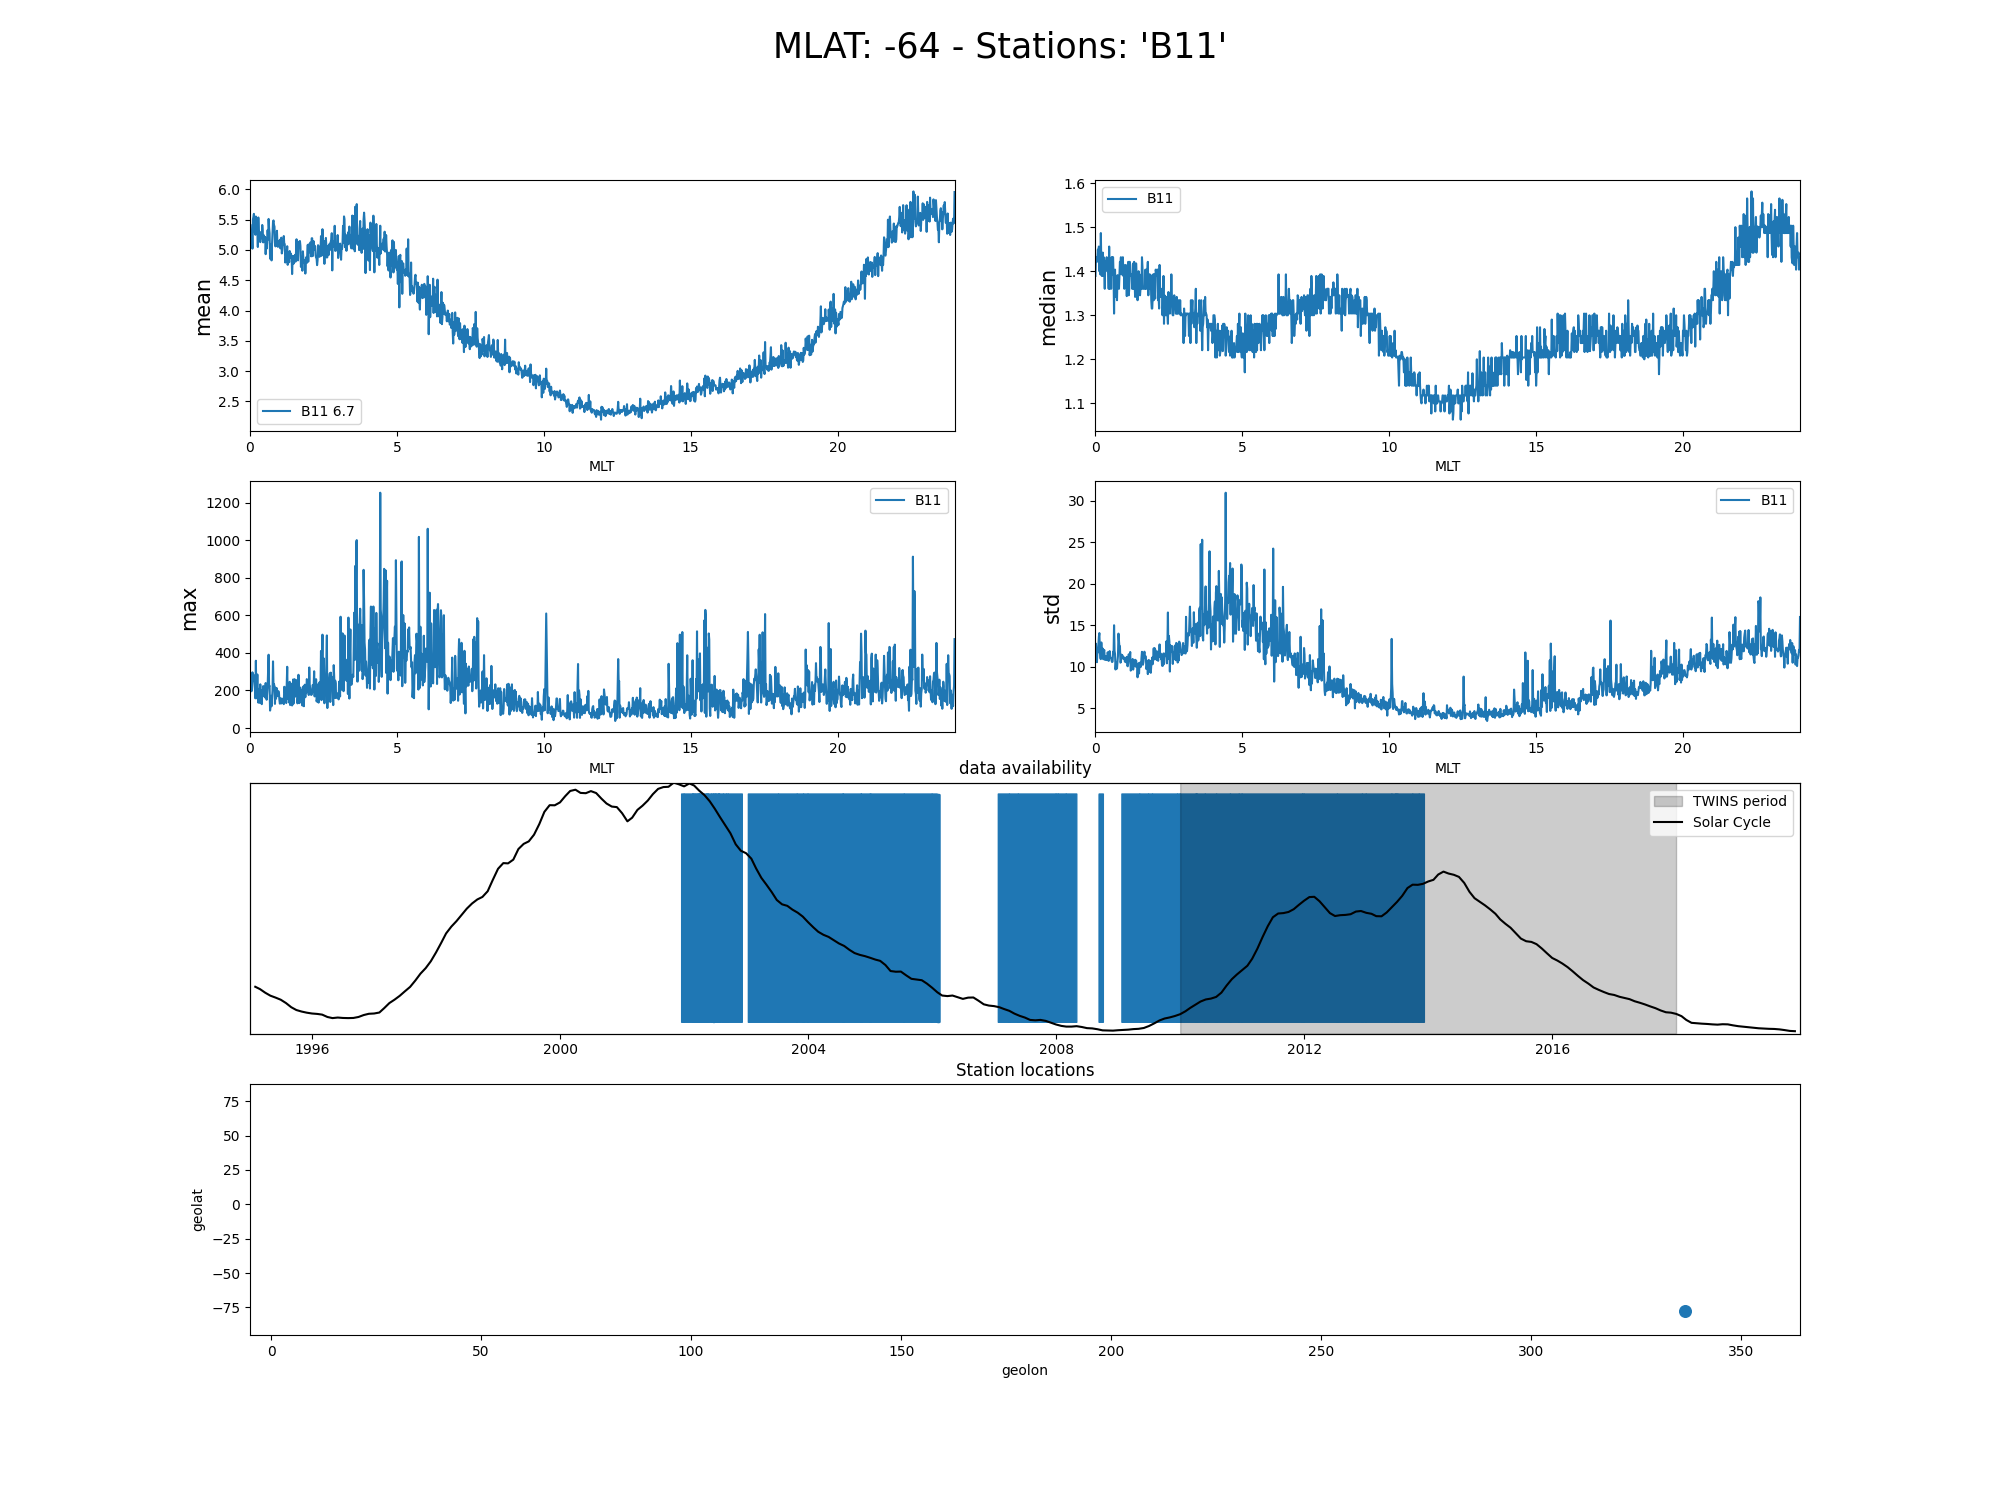 MLAT: -64 - Stations: 'B11'
6.0
5.5
5.0
4.5
4.0
3.5
3.0
2.5
mean
B11 6.7
0 5 10 15 20
MLT
1.6
1.5
1.4
1.3
1.2
1.1
median
B11
0 5 10 15 20
MLT
1200
1000
800
600
400
200
0
max
B11
0 5 10 15 20
MLT
30
25
20
15
10
5
std
B11
0 5 10 15 20
MLT
data availability
TWINS period
Solar Cycle
1996 2000 2004 2008 2012 2016
Station locations
75
50
25
0
−25
−50
−75
geolat
0 50 100 150 200 250 300 350
geolon